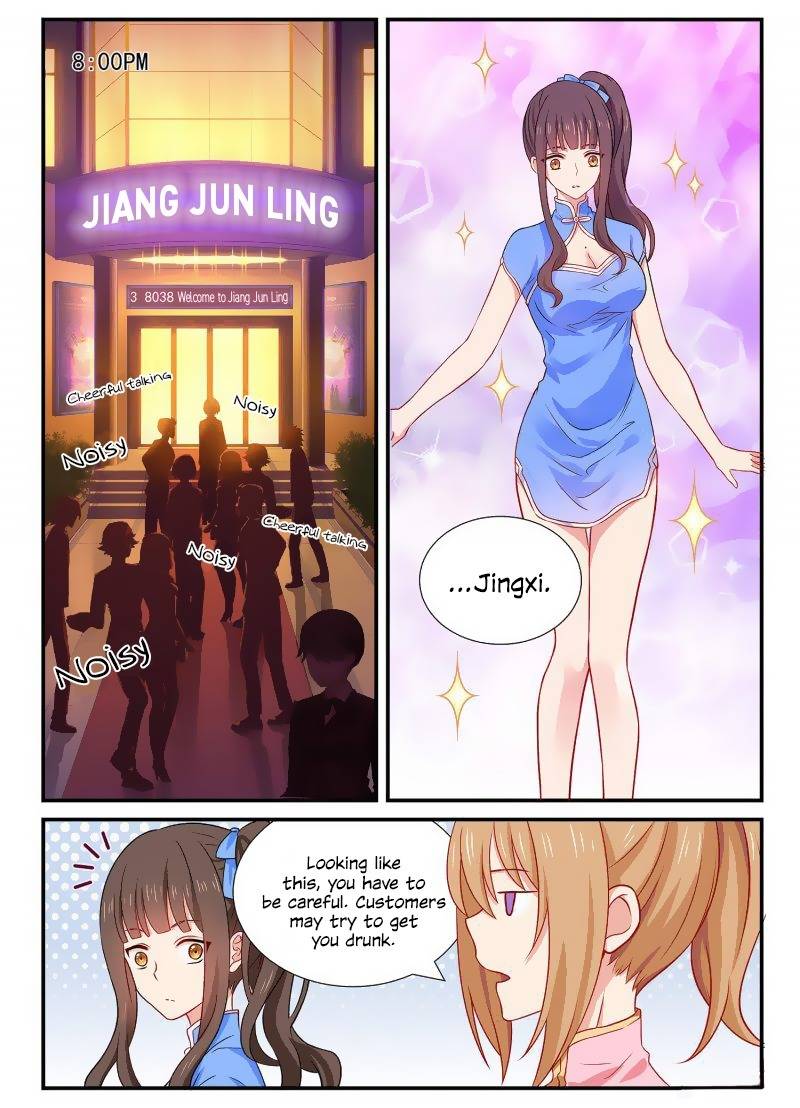 8:00PM
JIANG JUN LING
3 8038 Welcome to Jiang Jun Ling
Cheerful talking
Noisy
Noisy
Cheerful talking
Noisy
Noisy
...Jingxi.
Looking like
this, you have to
be careful. Customers
may try to get
you drunk.